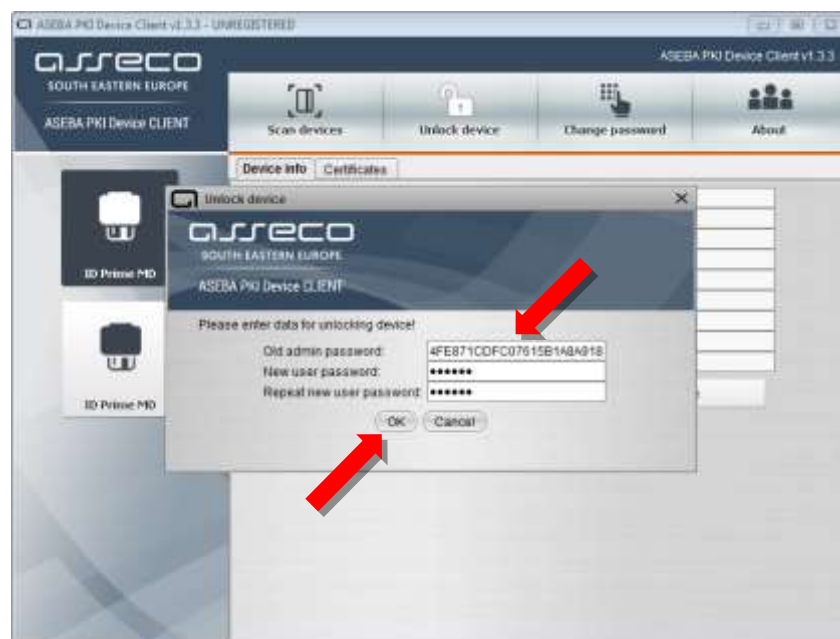 ASEBA PKI Device Client v1.3.3 - UNREGISTERED
asseco
SOUTH EASTERN EUROPE
ASEBA PKI Device CLIENT
ASEBA PKI Device Client v1.3.3
Scan devices
Unlock device
Change password
About
Device info
Certificates
ID Prime MD
ID Prime MD
Unlock device
asseco
SOUTH EASTERN EUROPE
ASEBA PKI Device CLIENT
Please enter data for unlocking device!
Old admin password: 4FE871CDFC07615B1A8A918
New user password: ••••••
Repeat new user password: ••••••
OK
Cancel